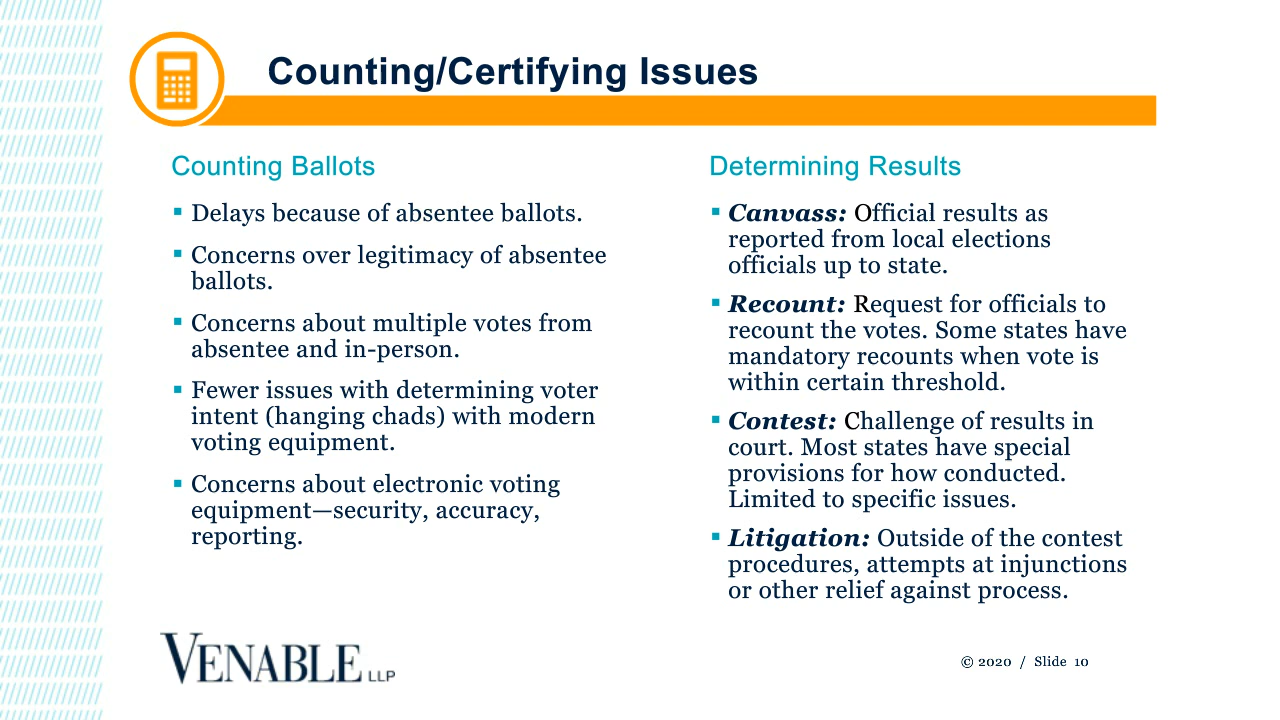 Counting/Certifying Issues
Counting Ballots
▪ Delays because of absentee ballots.
▪ Concerns over legitimacy of absentee
ballots.
▪ Concerns about multiple votes from
absentee and in-person.
▪ Fewer issues with determining voter
intent (hanging chads) with modern
voting equipment.
▪ Concerns about electronic voting
equipment—security, accuracy,
reporting.
Determining Results
▪ Canvass: Official results as
reported from local elections
officials up to state.
▪ Recount: Request for officials to
recount the votes. Some states have
mandatory recounts when vote is
within certain threshold.
▪ Contest: Challenge of results in
court. Most states have special
provisions for how conducted.
Limited to specific issues.
▪ Litigation: Outside of the contest
procedures, attempts at injunctions
or other relief against process.
VENABLE LLP
© 2020 / Slide 10